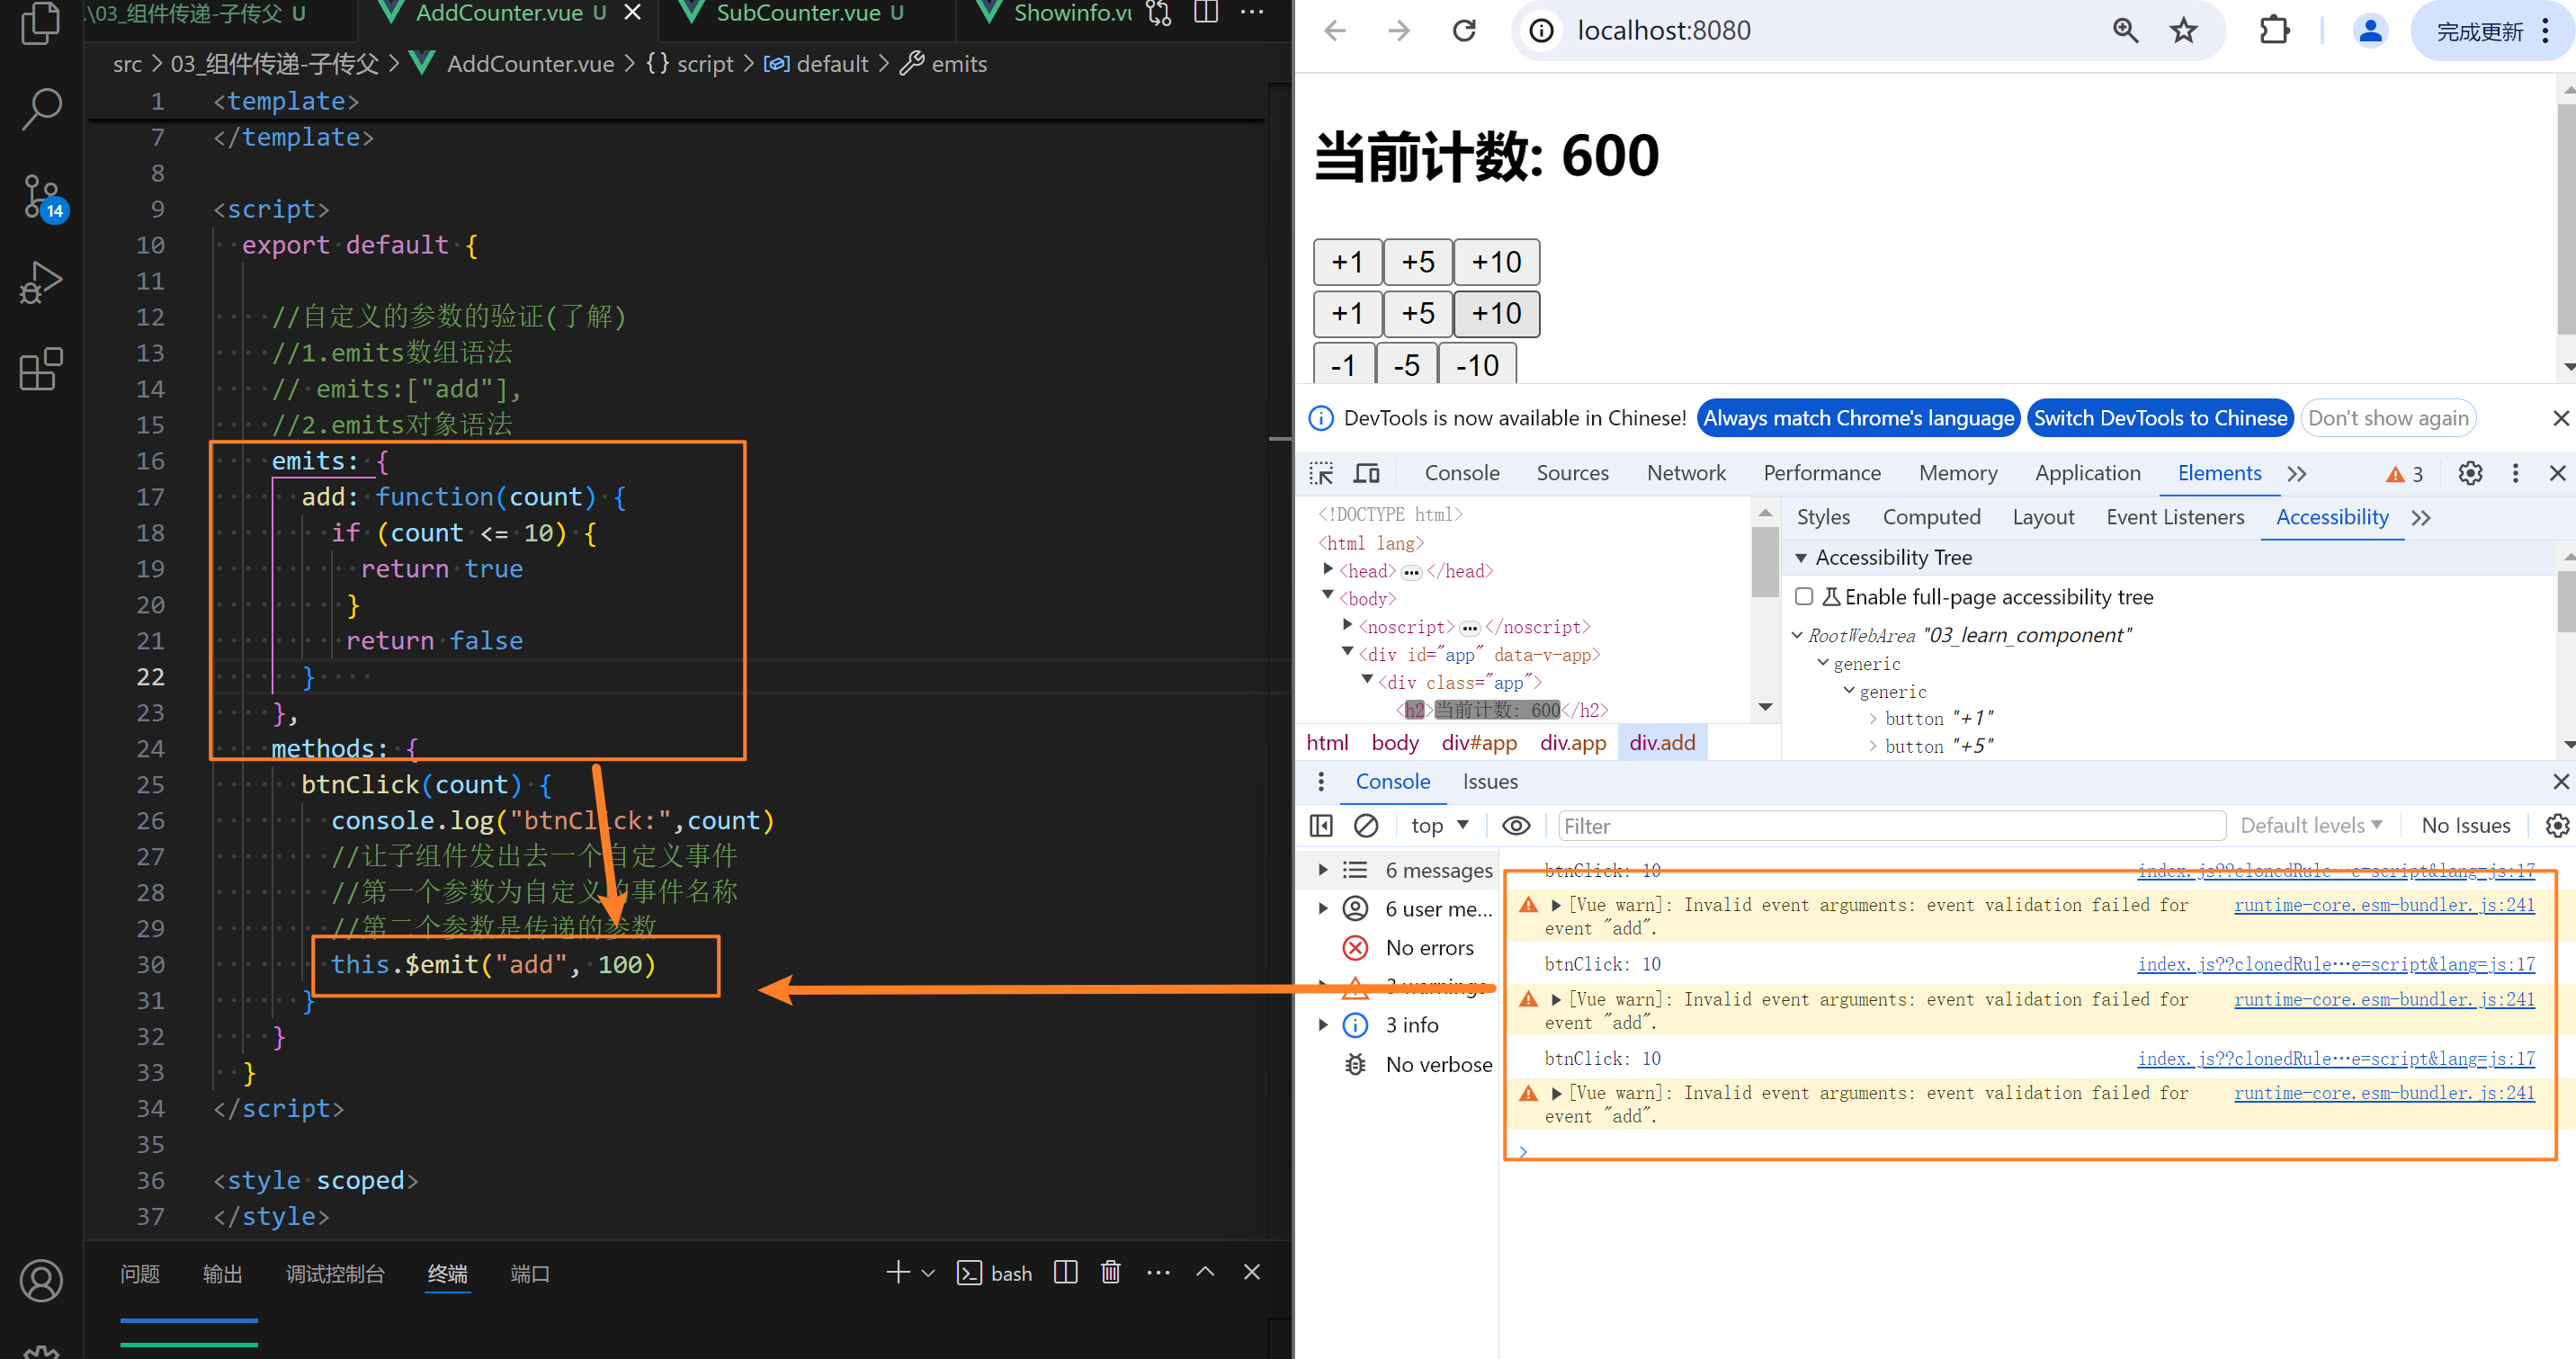 .\03_组件传递-子传父 U
AddCounter.vue U
SubCounter.vue U
Showinfo.vu
src > 03_组件传递-子传父 > AddCounter.vue > {} script > default > emits
1 <template>
7 </template>
8
9 <script>
10 export default {
11
12 //自定义的参数的验证(了解)
13 //1.emits数组语法
14 // emits:["add"],
15 //2.emits对象语法
16 emits: {
17 add: function(count) {
18 if (count <= 10) {
19 return true
20 }
21 return false
22 }
23 },
24 methods: {
25 btnClick(count) {
26 console.log("btnClick:",count)
27 //让子组件发出去一个自定义事件
28 //第一个参数为自定义的事件名称
29 //第二个参数是传递的参数
30 this.$emit("add", 100)
31 }
32 }
33 }
34 </script>
35
36 <style scoped>
37 </style>
14
问题 输出 调试控制台 终端 端口
bash
localhost:8080
完成更新
当前计数: 600
+1 +5 +10
+1 +5 +10
-1 -5 -10
DevTools is now available in Chinese! Always match Chrome's language Switch DevTools to Chinese Don't show again
Console Sources Network Performance Memory Application Elements 3
<!DOCTYPE html>
<html lang>
<head> </head>
<body>
<noscript> </noscript>
<div id="app" data-v-app>
<div class="app">
<h2>当前计数: 600</h2>
html body div#app div.app div.add
Styles Computed Layout Event Listeners Accessibility
Accessibility Tree
Enable full-page accessibility tree
RootWebArea "03_learn_component"
generic
generic
button "+1"
button "+5"
Console Issues
top Filter Default levels No Issues
6 messages
6 user me...
No errors
3 warnings
3 info
No verbose
btnClick: 10 index.js??clonedRule…e=script&lang=js:17
[Vue warn]: Invalid event arguments: event validation failed for runtime-core.esm-bundler.js:241
event "add".
btnClick: 10 index.js??clonedRule…e=script&lang=js:17
[Vue warn]: Invalid event arguments: event validation failed for runtime-core.esm-bundler.js:241
event "add".
btnClick: 10 index.js??clonedRule…e=script&lang=js:17
[Vue warn]: Invalid event arguments: event validation failed for runtime-core.esm-bundler.js:241
event "add".